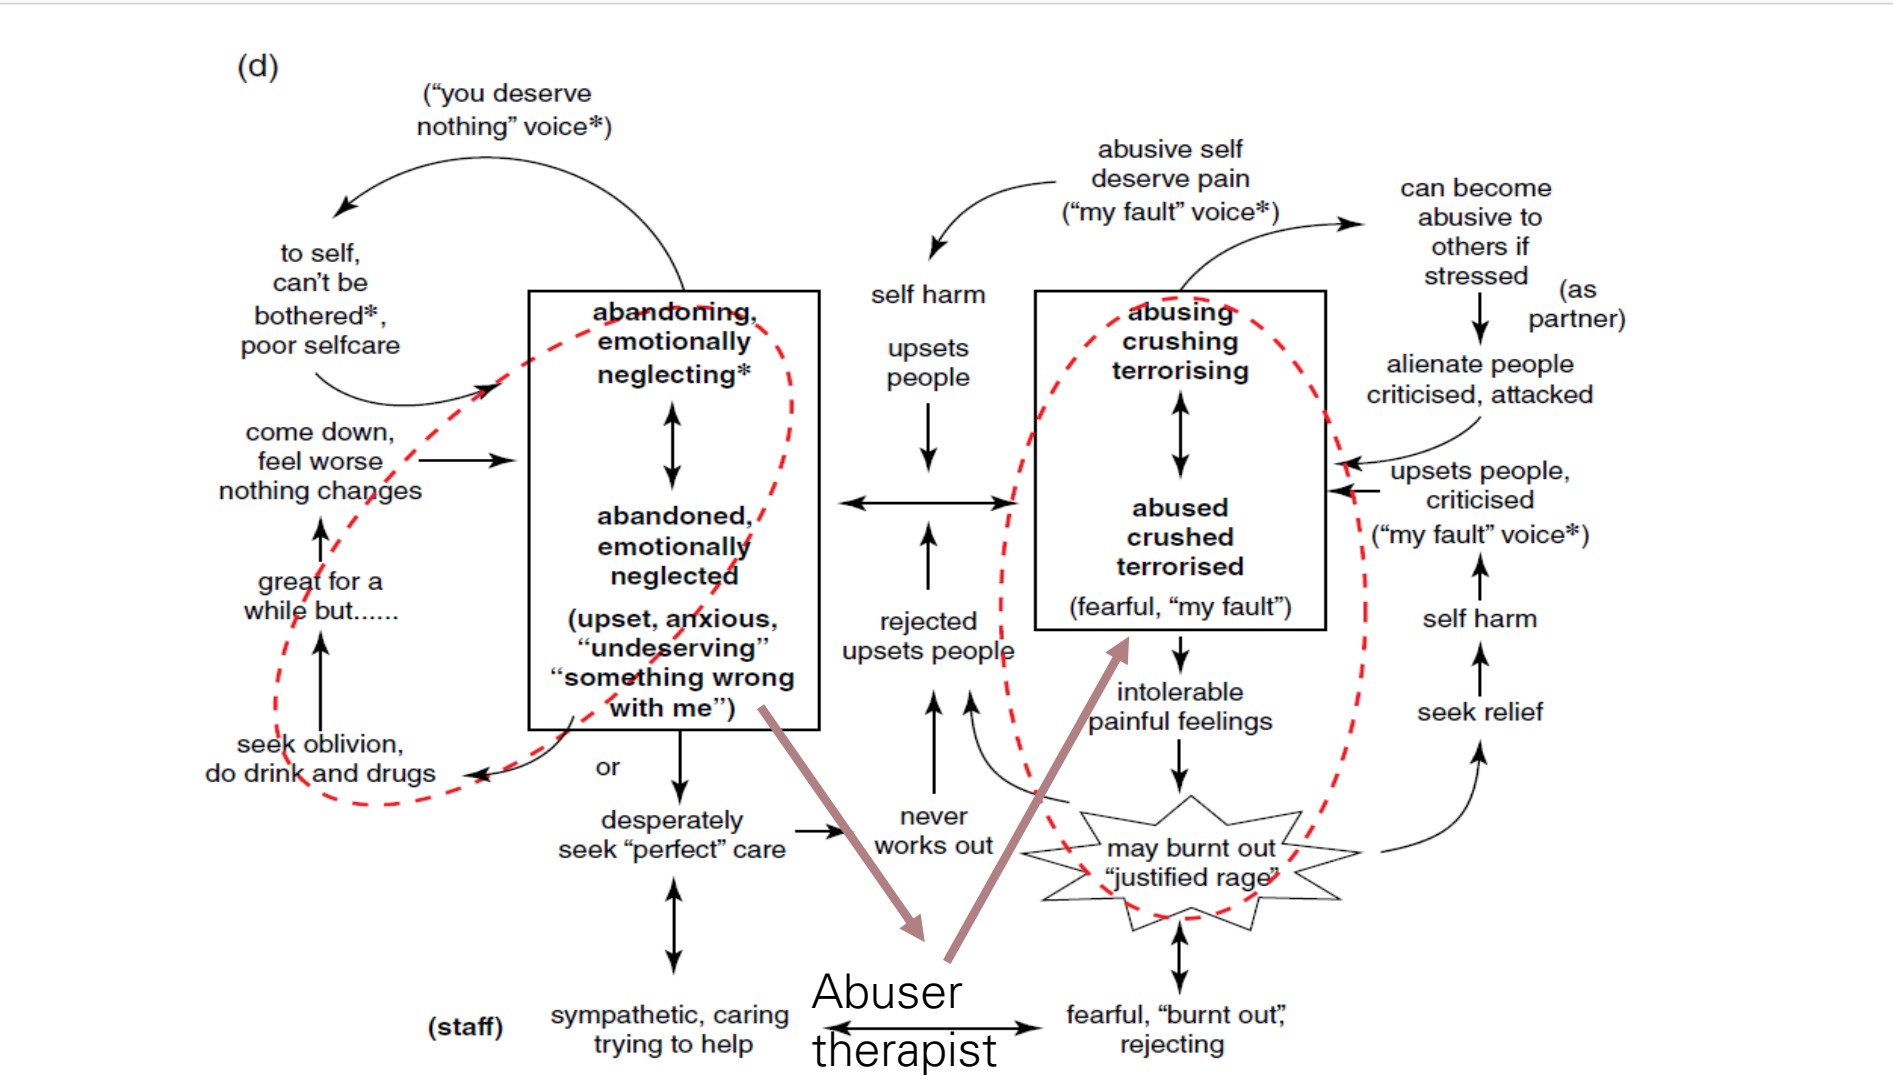 (d)
(“you deserve
nothing” voice*)
to self,
can’t be
bothered*,
poor selfcare
come down,
feel worse
nothing changes
great for a
while but......
seek oblivion,
do drink and drugs
abandoning,
emotionally
neglecting*
abandoned,
emotionally
neglected
(upset, anxious,
“undeserving”
“something wrong
with me”)
or
desperately
seek “perfect” care
(staff)
sympathetic, caring
trying to help
abusive self
deserve pain
(“my fault” voice*)
self harm
upsets
people
rejected
upsets people
never
works out
Abuser
therapist
abusing
crushing
terrorising
abused
crushed
terrorised
(fearful, “my fault”)
intolerable
painful feelings
may burnt out
“justified rage”
fearful, “burnt out”,
rejecting
can become
abusive to
others if
stressed
(as
partner)
alienate people
criticised, attacked
upsets people,
criticised
(“my fault” voice*)
self harm
seek relief